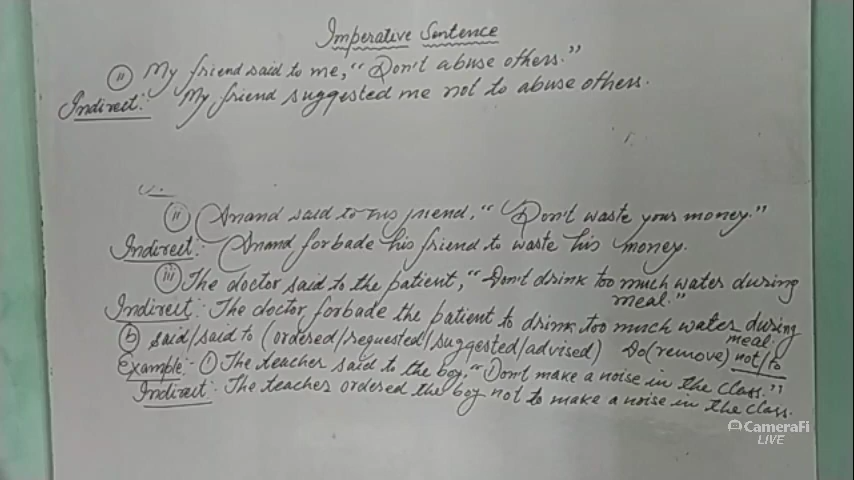 Imperative Sentence
(ii) My friend said to me, "Don't abuse others."
Indirect:- My friend suggested me not to abuse others.
(ii) Anand said to his friend, "Don't waste your money."
Indirect:- Anand forbade his friend to waste his money.
(iii) The doctor said to the patient, "Don't drink too much water during
meal."
Indirect:- The doctor forbade the patient to drink too much water during
meal.
(b) said/said to (ordered/requested/suggested/advised) Do(remove) not/to
Example:- (i) The teacher said to the boy, "Don't make a noise in the class."
Indirect:- The teacher ordered the boy not to make a noise in the class.
CameraFi
LIVE